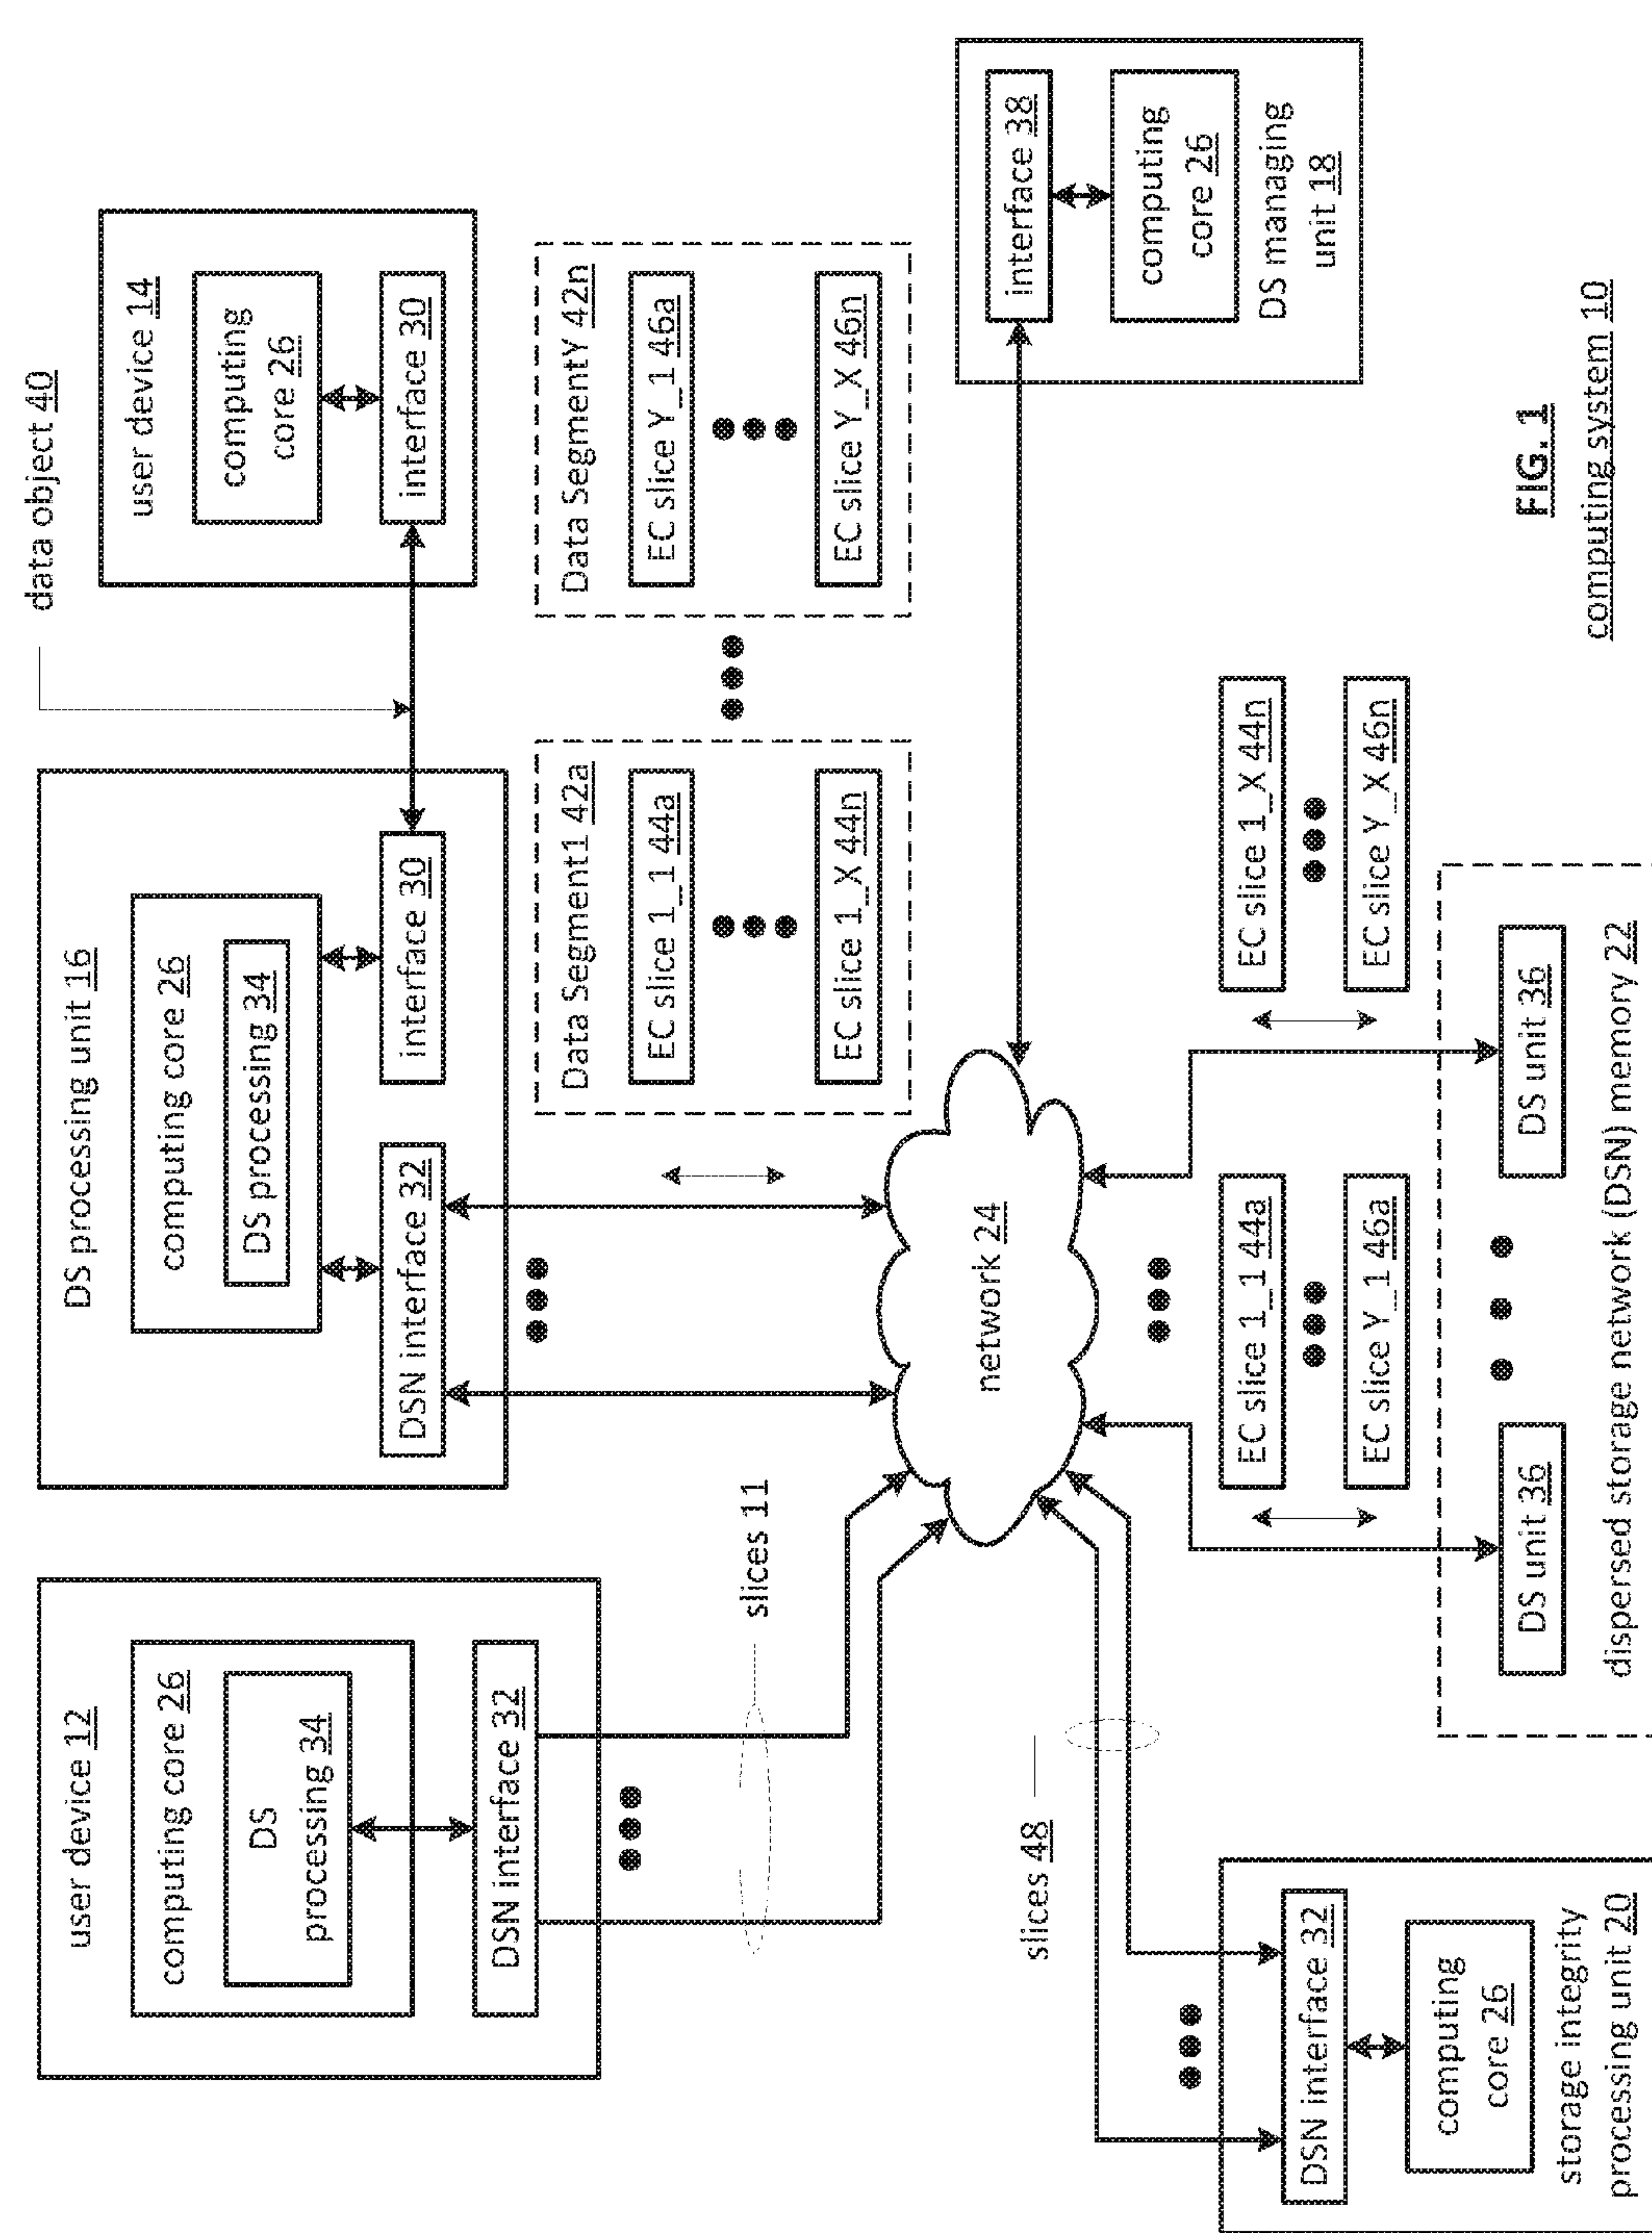 user device 12
computing core 26
DS
processing 34
DSN interface 32
DS processing unit 16
computing core 26
DS processing 34
DSN interface 32
interface 30
data object 40
user device 14
computing
core 26
interface 30
slices 11
Data Segment1 42a
EC slice 1_1 44a
EC slice 1_X 44n
Data SegmentY 42n
EC slice Y_1 46a
EC slice Y_X 46n
network 24
slices 48
DSN interface 32
computing
core 26
storage integrity
processing unit 20
EC slice 1_1 44a
EC slice Y_1 46a
EC slice 1_X 44n
EC slice Y_X 46n
DS unit 36
DS unit 36
dispersed storage network (DSN) memory 22
interface 38
computing
core 26
DS managing
unit 18
FIG. 1
computing system 10